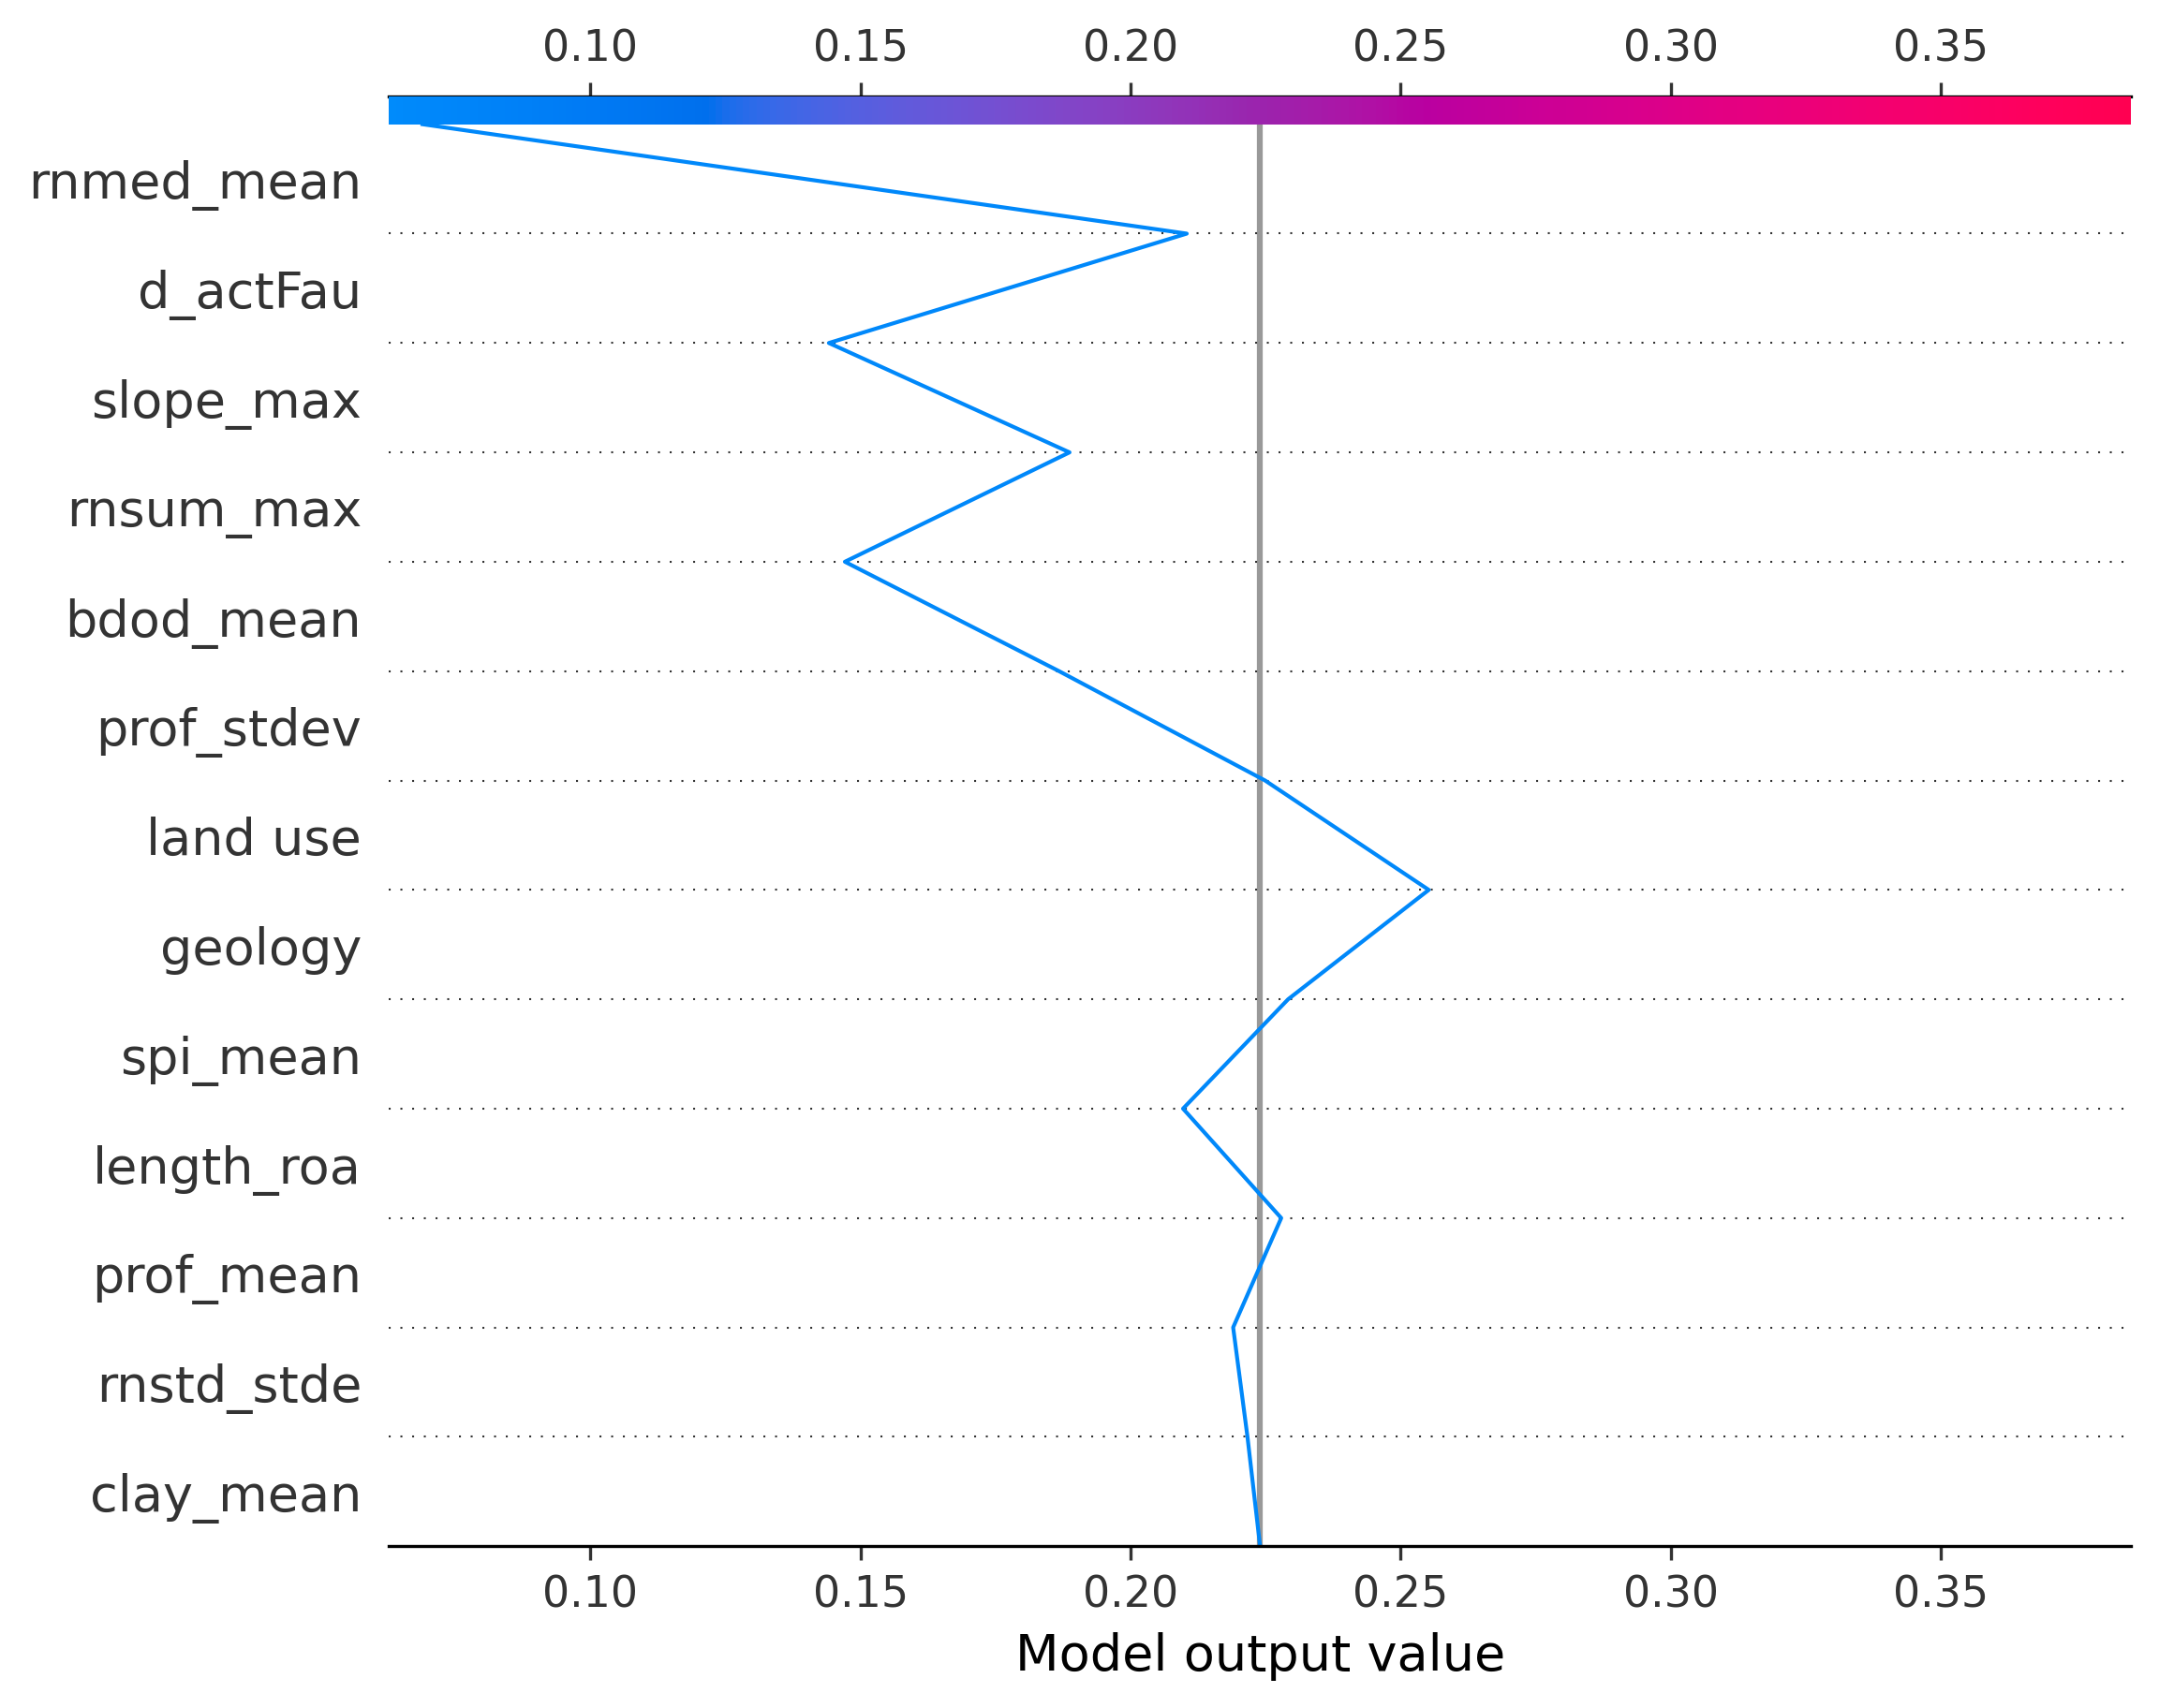 0.10 0.15 0.20 0.25 0.30 0.35
rnmed_mean
d_actFau
slope_max
rnsum_max
bdod_mean
prof_stdev
land use
geology
spi_mean
length_roa
prof_mean
rnstd_stde
clay_mean
0.10 0.15 0.20 0.25 0.30 0.35
Model output value